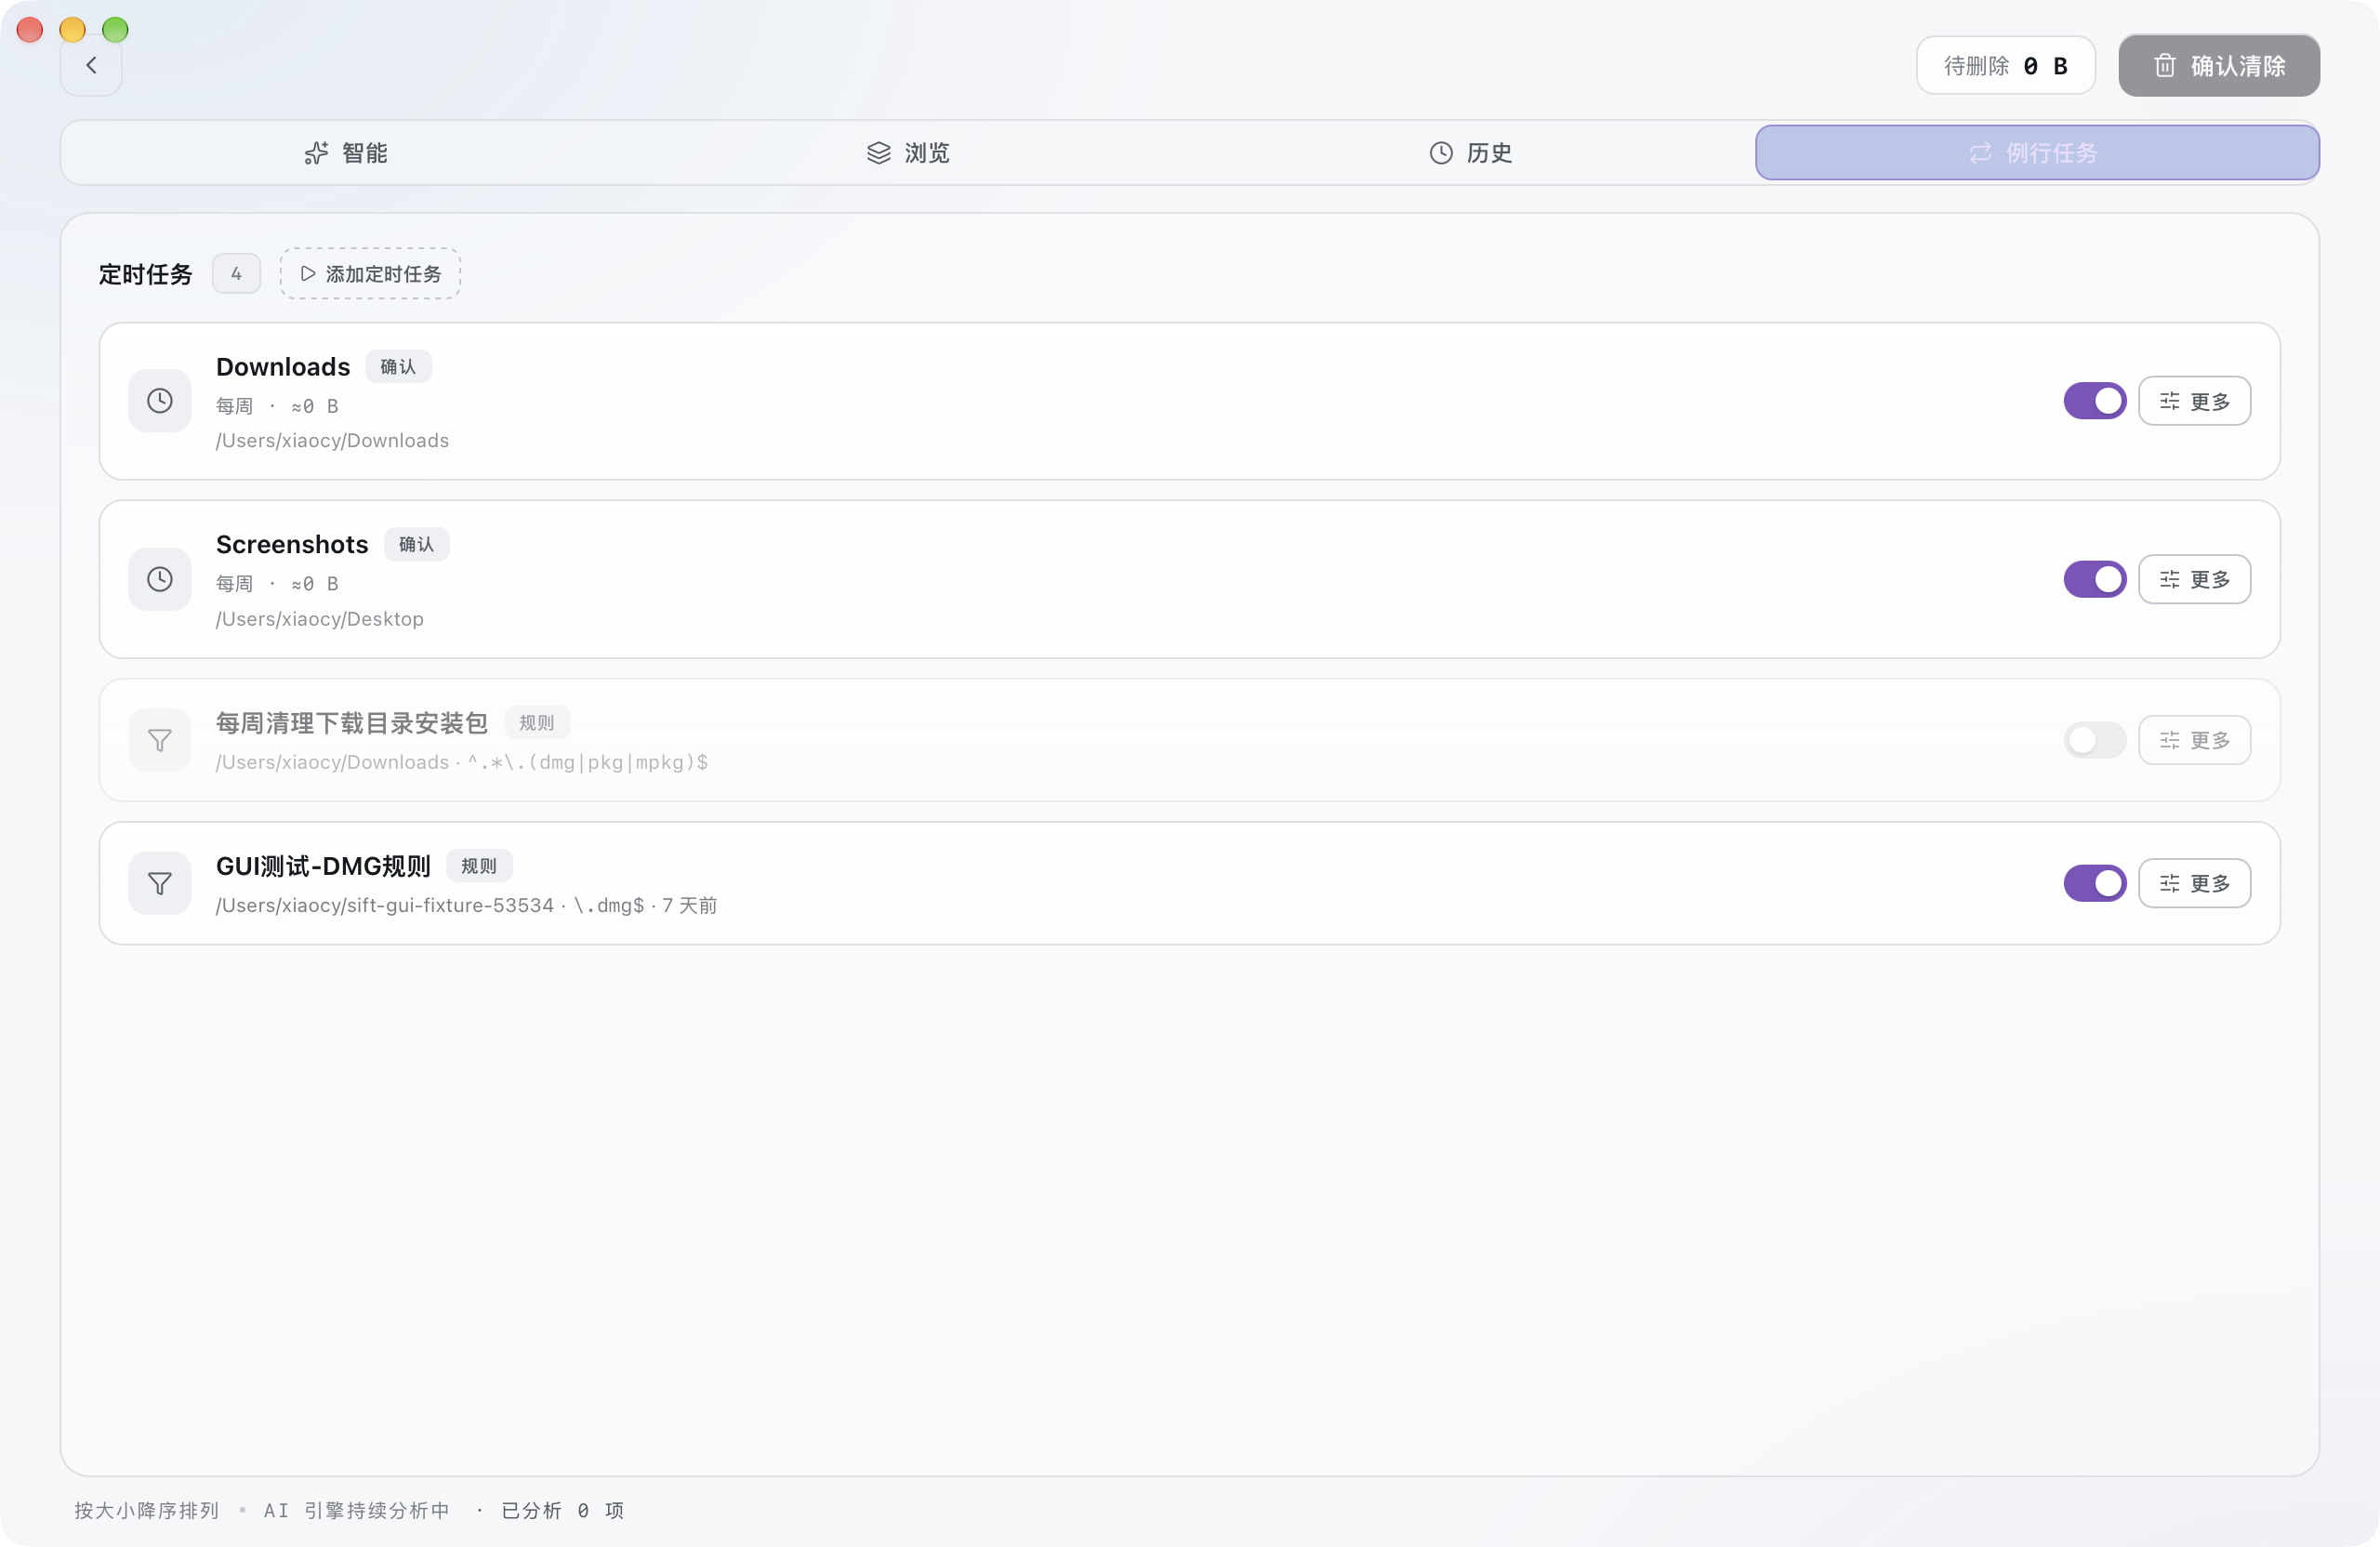 待删除 0 B
确认清除
智能
浏览
历史
例行任务
定时任务 4
添加定时任务
Downloads 确认
每周 · ≈0 B
/Users/xiaocy/Downloads
更多
Screenshots 确认
每周 · ≈0 B
/Users/xiaocy/Desktop
更多
每周清理下载目录安装包 规则
/Users/xiaocy/Downloads · ^.*\.(dmg|pkg|mpkg)$
更多
GUI测试-DMG规则 规则
/Users/xiaocy/sift-gui-fixture-53534 · \.dmg$ · 7 天前
更多
按大小降序排列 • AI 引擎持续分析中 · 已分析 0 项